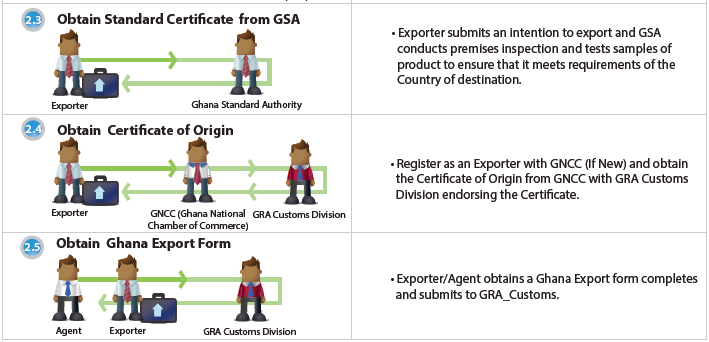 2.3 Obtain Standard Certificate from GSA
Exporter
Ghana Standard Authority
• Exporter submits an intention to export and GSA
conducts premises inspection and tests samples of
product to ensure that it meets requirements of the
Country of destination.
2.4 Obtain Certificate of Origin
Exporter
GNCC (Ghana National
Chamber of Commerce)
GRA Customs Division
• Register as an Exporter with GNCC (If New) and obtain
the Certificate of Origin from GNCC with GRA Customs
Division endorsing the Certificate.
2.5 Obtain Ghana Export Form
Agent
Exporter
GRA Customs Division
• Exporter/Agent obtains a Ghana Export form completes
and submits to GRA_Customs.